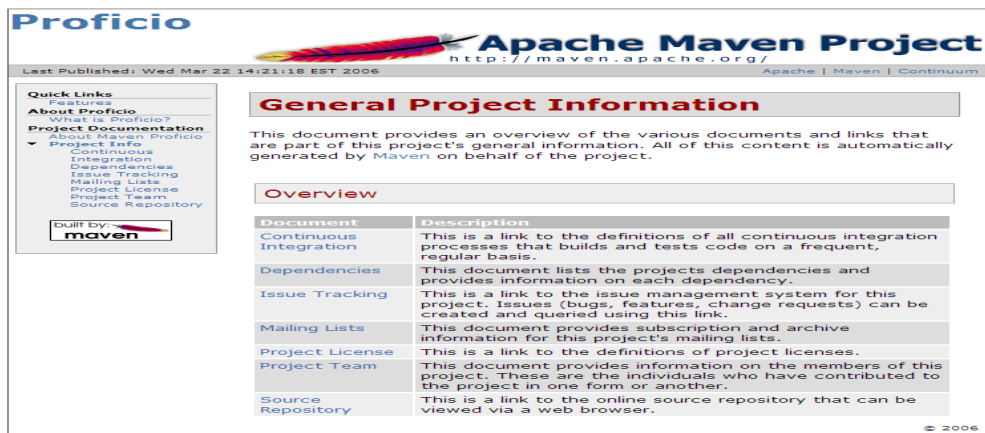 Proficio
Apache Maven Project
http://maven.apache.org/
Last Published: Wed Mar 22 14:21:18 EST 2006
Apache | Maven | Continuum
Quick Links
Features
About Proficio
What is Proficio?
Project Documentation
About Maven Proficio
Project Info
Continuous
Integration
Dependencies
Issue Tracking
Mailing Lists
Project License
Project Team
Source Repository
built by:
maven
General Project Information
This document provides an overview of the various documents and links that
are part of this project's general information. All of this content is automatically
generated by Maven on behalf of the project.
Overview
Document Description
Continuous This is a link to the definitions of all continuous integration
Integration processes that builds and tests code on a frequent,
regular basis.
Dependencies This document lists the projects dependencies and
provides information on each dependency.
Issue Tracking This is a link to the issue management system for this
project. Issues (bugs, features, change requests) can be
created and queried using this link.
Mailing Lists This document provides subscription and archive
information for this project's mailing lists.
Project License This is a link to the definitions of project licenses.
Project Team This document provides information on the members of this
project. These are the individuals who have contributed to
the project in one form or another.
Source This is a link to the online source repository that can be
Repository viewed via a web browser.
© 2006